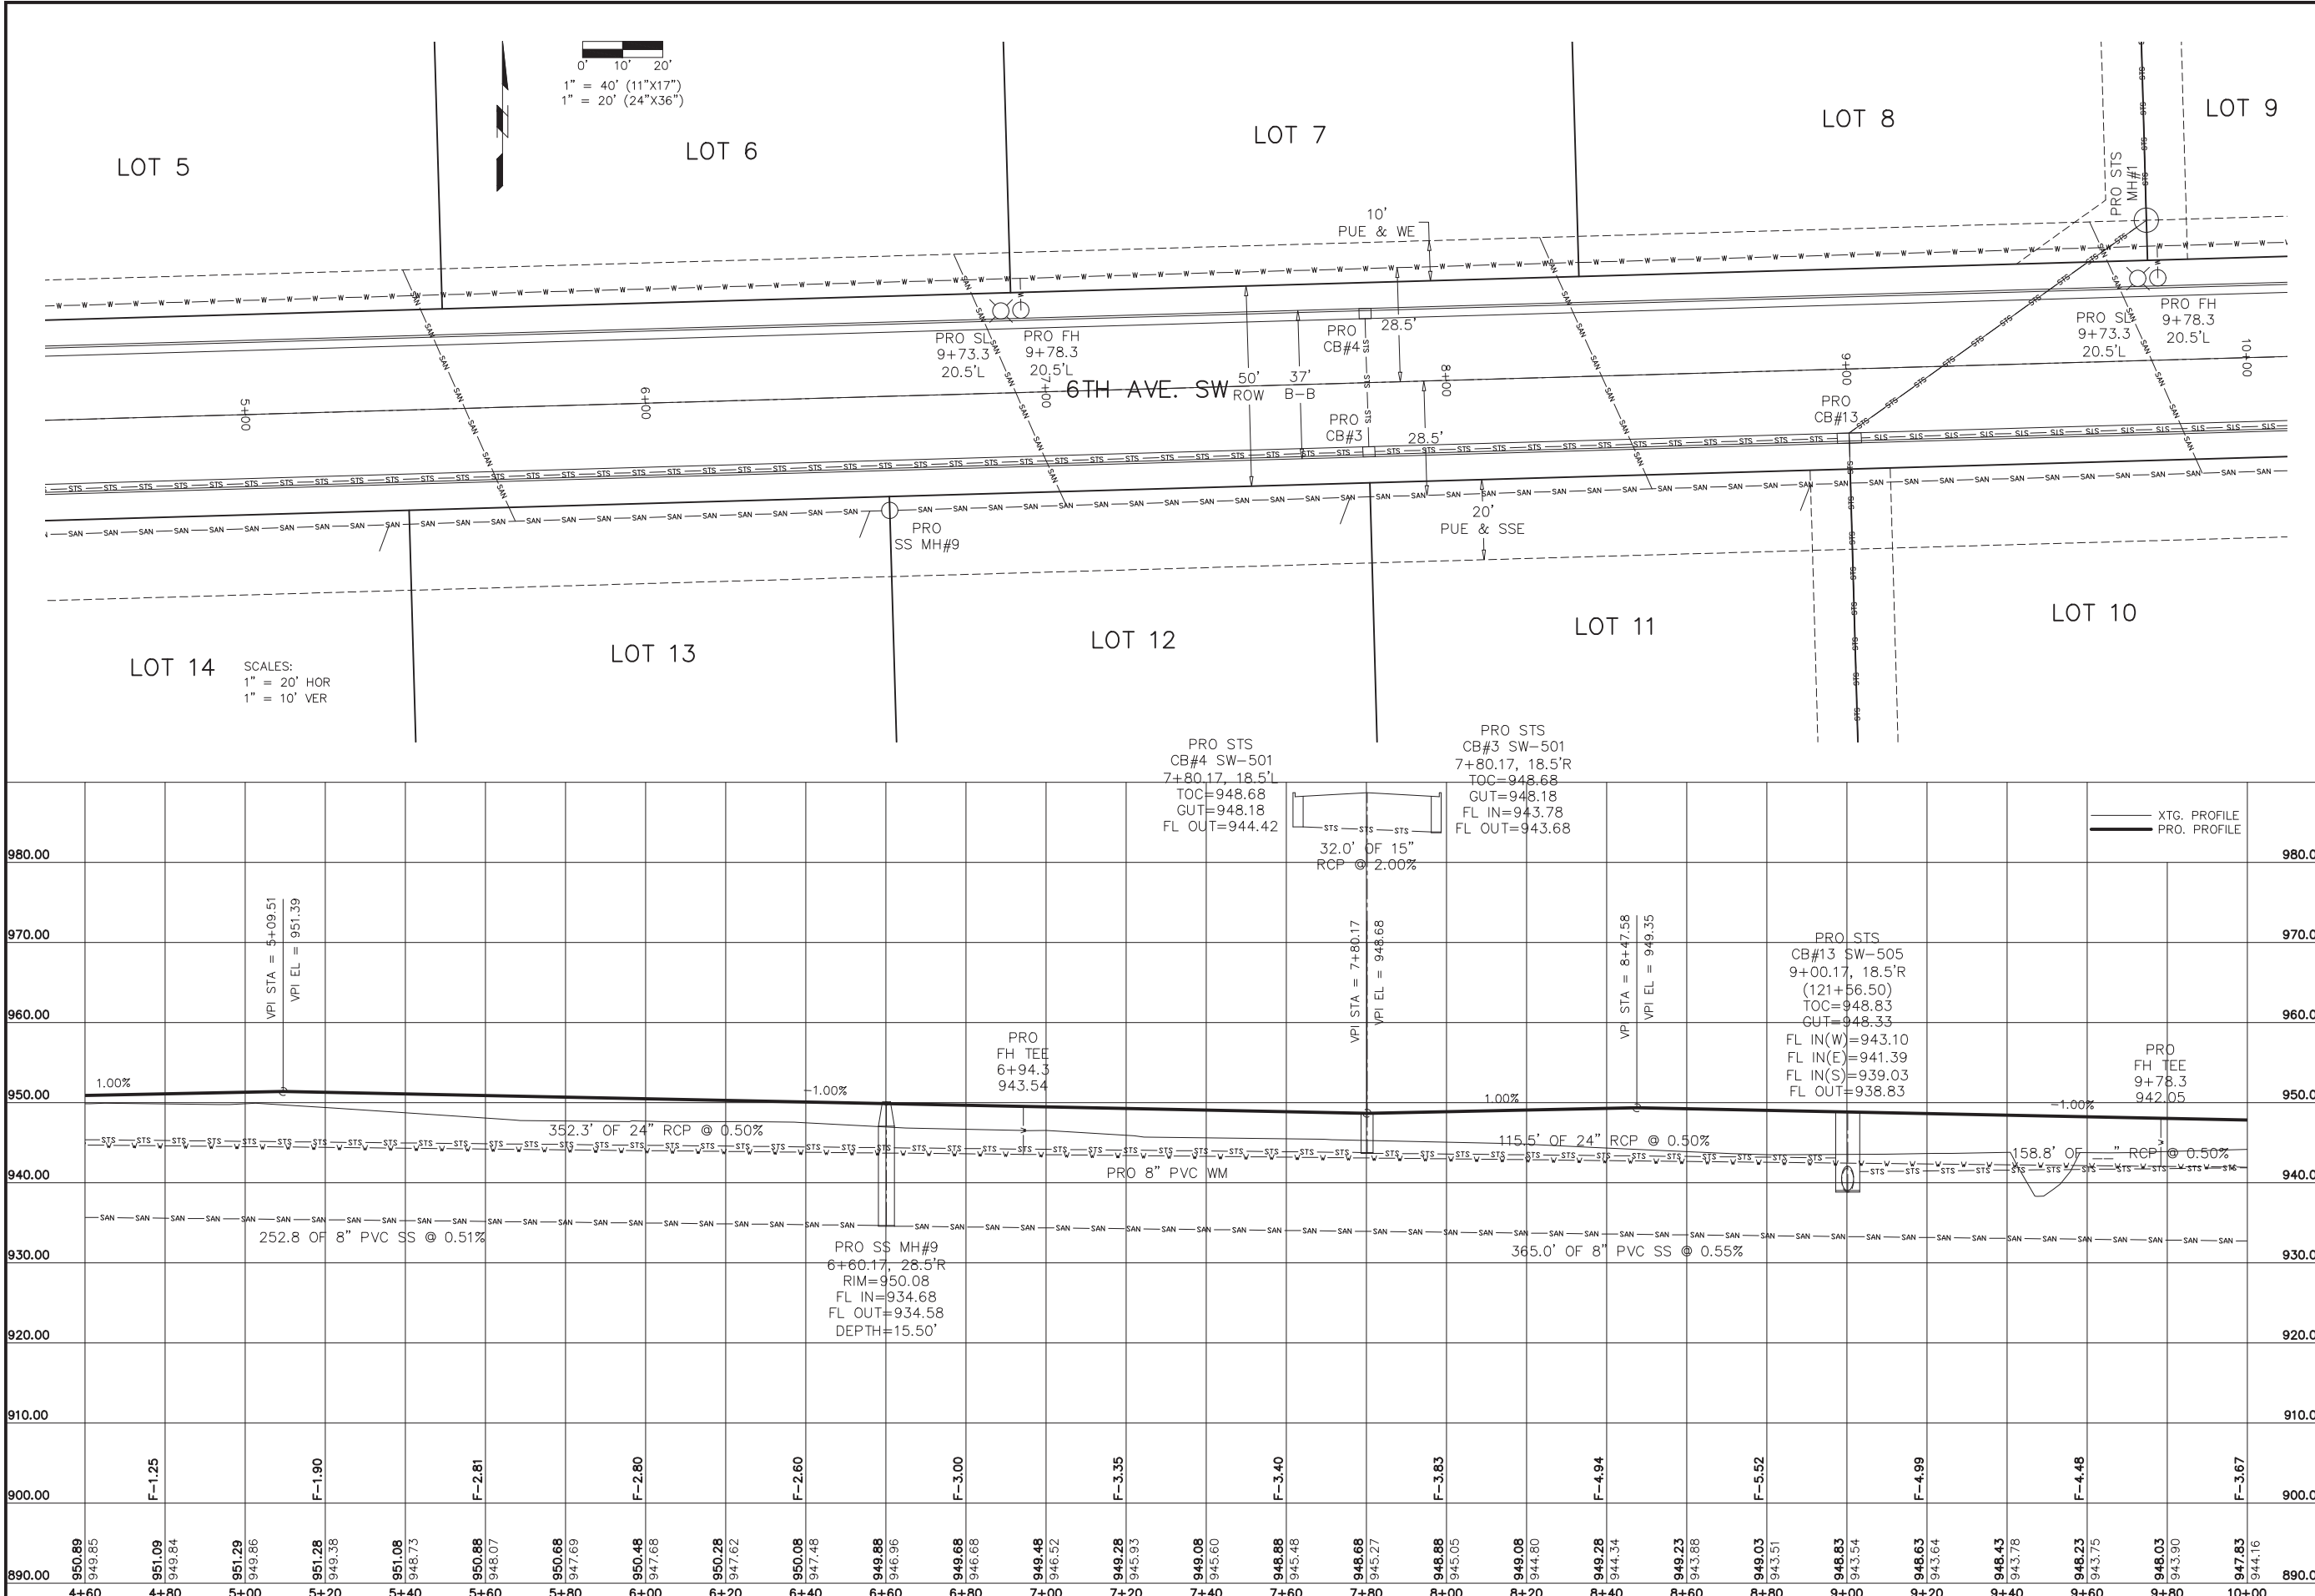 0' 10' 20'
1" = 40' (11"X17")
1" = 20' (24"X36")
LOT 5
LOT 6
LOT 7
LOT 8
LOT 9
PRO STS
MH#1
10'
PUE & WE
PRO SL
9+73.3
20.5'L
PRO FH
9+78.3
20.5'L
PRO
CB#4
28.5'
PRO SL
9+73.3
20.5'L
PRO FH
9+78.3
20.5'L
5+00
6+00
7+00
6TH AVE. SW
50'
ROW
37'
B-B
8+00
9+00
10+00
PRO
CB#3
28.5'
PRO
CB#13
PRO
SS MH#9
20'
PUE & SSE
LOT 14
LOT 13
LOT 12
LOT 11
LOT 10
SCALES:
1" = 20' HOR
1" = 10' VER
PRO STS
CB#4 SW-501
7+80.17, 18.5'L
TOC=948.68
GUT=948.18
FL OUT=944.42
PRO STS
CB#3 SW-501
7+80.17, 18.5'R
TOC=948.68
GUT=948.18
FL IN=943.78
FL OUT=943.68
STS STS STS
32.0' OF 15"
RCP @ 2.00%
XTG. PROFILE
PRO. PROFILE
980.00
970.00
960.00
950.00
940.00
930.00
920.00
910.00
900.00
890.00
VPI STA = 5+09.51
VPI EL = 951.39
VPI STA = 7+80.17
VPI EL = 948.68
VPI STA = 8+47.58
VPI EL = 949.35
PRO STS
CB#13 SW-505
9+00.17, 18.5'R
(121+56.50)
TOC=948.83
GUT=948.33
FL IN(W)=943.10
FL IN(E)=941.39
FL IN(S)=939.03
FL OUT=938.83
PRO
FH TEE
6+94.3
943.54
PRO
FH TEE
9+78.3
942.05
1.00%
-1.00%
1.00%
-1.00%
352.3' OF 24" RCP @ 0.50%
115.5' OF 24" RCP @ 0.50%
158.8' OF ___" RCP @ 0.50%
PRO 8" PVC WM
252.8 OF 8" PVC SS @ 0.51%
365.0' OF 8" PVC SS @ 0.55%
PRO SS MH#9
6+60.17, 28.5'R
RIM=950.08
FL IN=934.68
FL OUT=934.58
DEPTH=15.50'
F-1.25
F-1.90
F-2.81
F-2.80
F-2.60
F-3.00
F-3.35
F-3.40
F-3.83
F-4.94
F-5.52
F-4.99
F-4.48
F-3.67
950.89 949.85
951.09 949.84
951.29 949.86
951.28 949.38
951.08 948.73
950.88 948.07
950.68 947.69
950.48 947.68
950.28 947.62
950.08 947.48
949.88 946.96
949.68 946.68
949.48 946.52
949.28 945.93
949.08 945.60
948.88 945.48
948.68 945.27
948.88 945.05
949.08 944.80
949.28 944.34
949.23 943.88
949.03 943.51
948.83 943.54
948.63 943.64
948.43 943.78
948.23 943.75
948.03 943.90
947.83 944.16
4+60 4+80 5+00 5+20 5+40 5+60 5+80 6+00 6+20 6+40 6+60 6+80 7+00 7+20 7+40 7+60 7+80 8+00 8+20 8+40 8+60 8+80 9+00 9+20 9+40 9+60 9+80 10+00